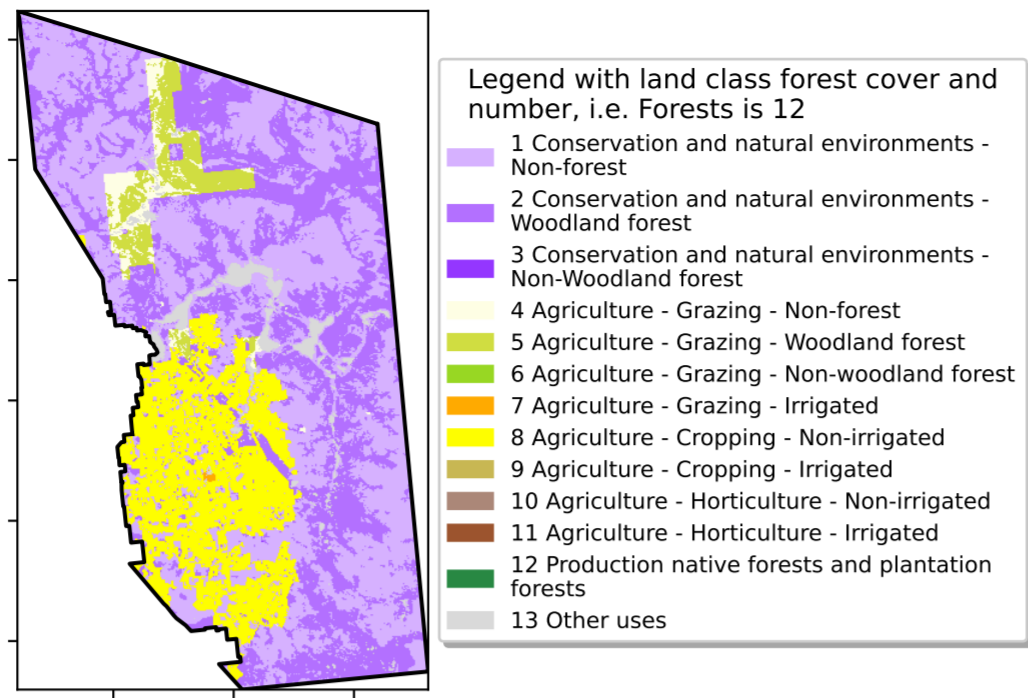 Legend with land class forest cover and
number, i.e. Forests is 12
1 Conservation and natural environments -
Non-forest
2 Conservation and natural environments -
Woodland forest
3 Conservation and natural environments -
Non-Woodland forest
4 Agriculture - Grazing - Non-forest
5 Agriculture - Grazing - Woodland forest
6 Agriculture - Grazing - Non-woodland forest
7 Agriculture - Grazing - Irrigated
8 Agriculture - Cropping - Non-irrigated
9 Agriculture - Cropping - Irrigated
10 Agriculture - Horticulture - Non-irrigated
11 Agriculture - Horticulture - Irrigated
12 Production native forests and plantation
forests
13 Other uses